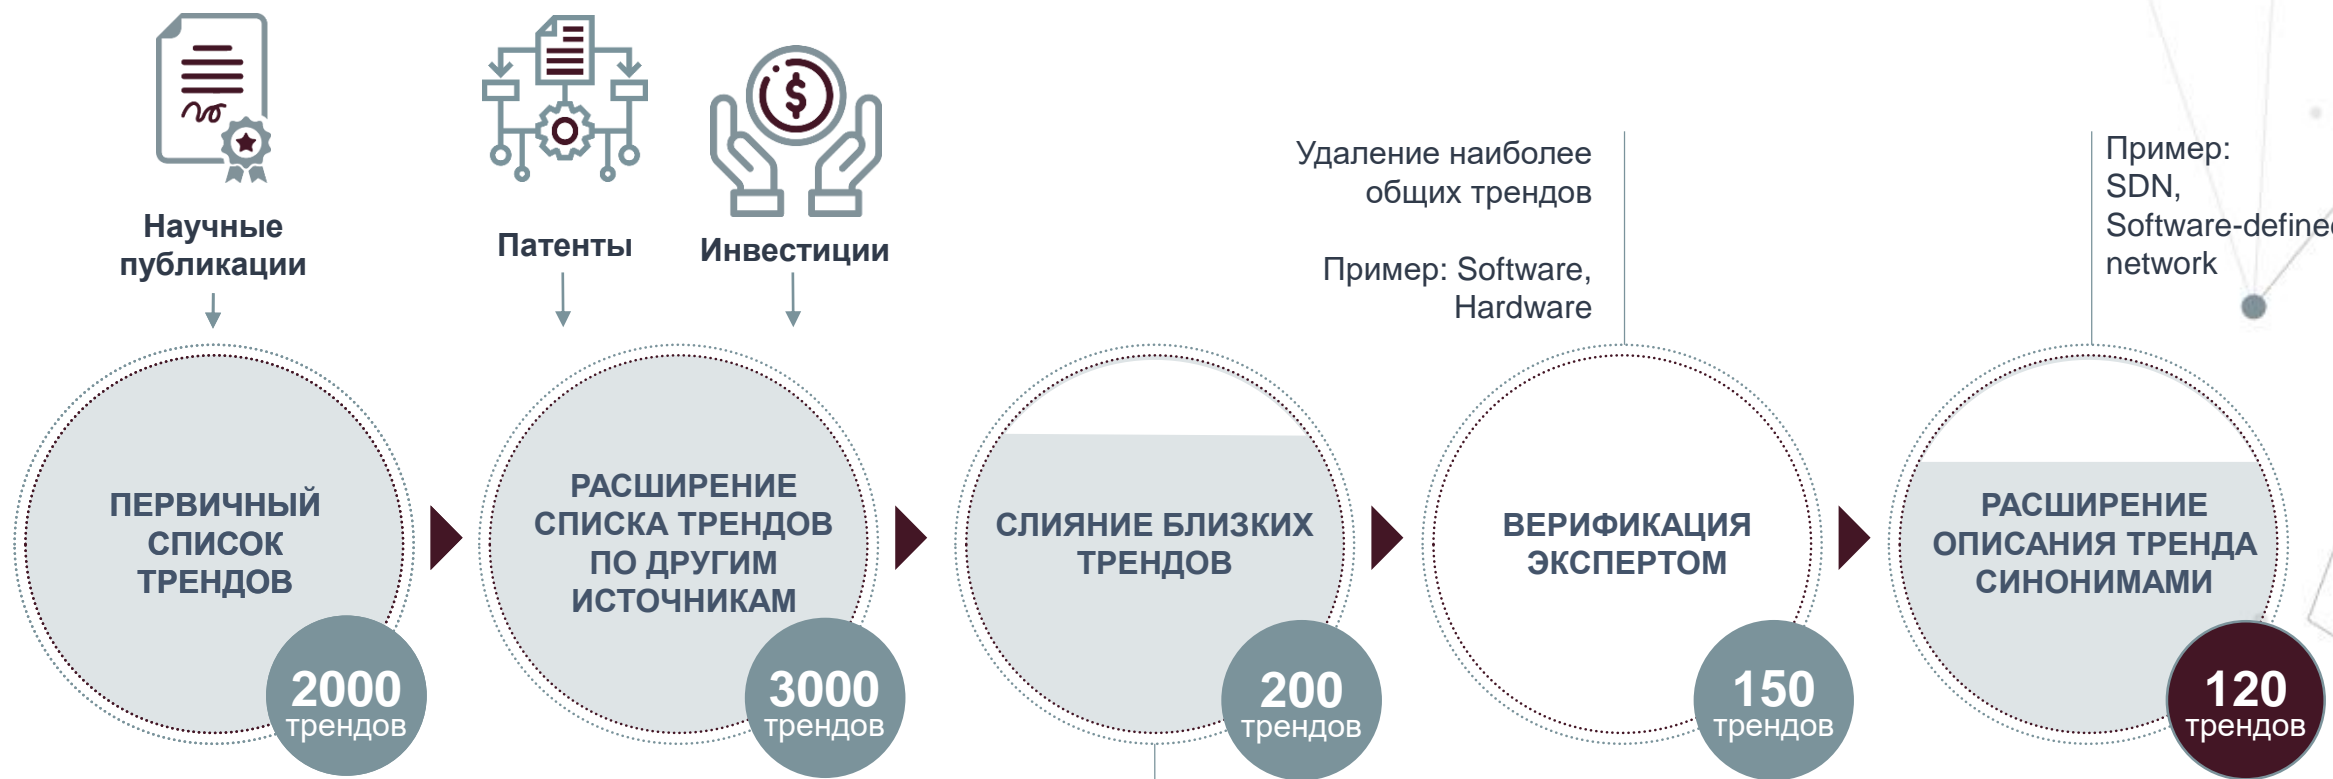 Научные
публикации
Патенты
Инвестиции
Удаление наиболее
общих трендов
Пример: Software,
Hardware
Пример:
SDN,
Software-defined
network
ПЕРВИЧНЫЙ
СПИСОК
ТРЕНДОВ
2000
трендов
РАСШИРЕНИЕ
СПИСКА ТРЕНДОВ
ПО ДРУГИМ
ИСТОЧНИКАМ
3000
трендов
СЛИЯНИЕ БЛИЗКИХ
ТРЕНДОВ
200
трендов
ВЕРИФИКАЦИЯ
ЭКСПЕРТОМ
150
трендов
РАСШИРЕНИЕ
ОПИСАНИЯ ТРЕНДА
СИНОНИМАМИ
120
трендов